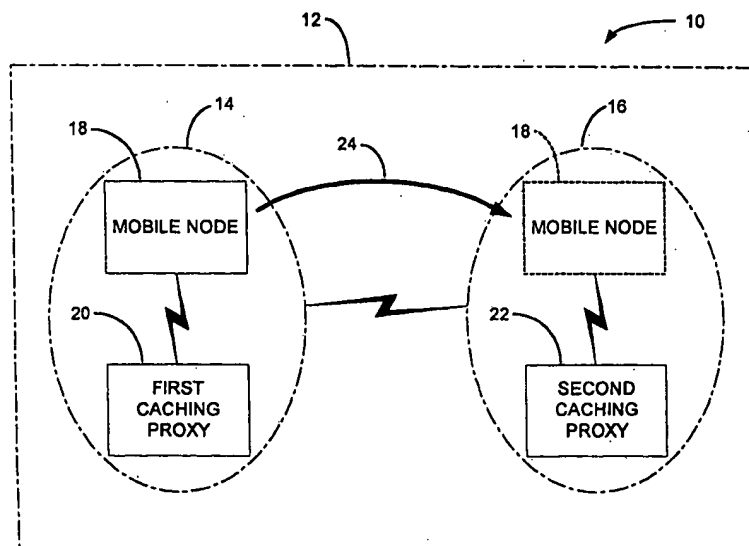 12
10
14
18
16
18
24
MOBILE NODE
MOBILE NODE
20
22
FIRST
CACHING
PROXY
SECOND
CACHING
PROXY